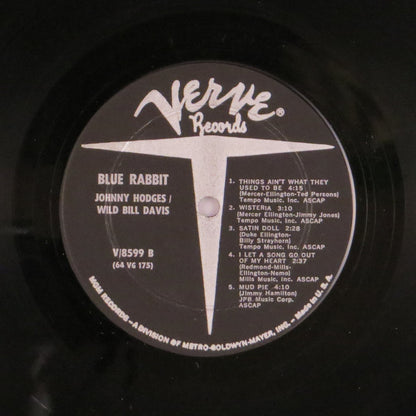 Verve®
Records
BLUE RABBIT
JOHNNY HODGES /
WILD BILL DAVIS
V/8599 B
(64 VG 175)
1. THINGS AIN'T WHAT THEY
USED TO BE 4:15
(Mercer-Ellington-Ted Persons)
Tempo Music, Inc. ASCAP
2. WISTERIA 3:10
(Mercer Ellington-Jimmy Jones)
Tempo Music, Inc. ASCAP
3. SATIN DOLL 2:28
(Duke Ellington-
Billy Strayhern)
Tempo Music, Inc. ASCAP
4. I LET A SONG GO OUT
OF MY HEART 2:37
(Redmond-Mills-
Ellington-Nemo)
Mills Music, Inc. ASCAP
5. MUD PIE 4:10
(Jimmy Hamilton)
JPB Music Corp.
ASCAP
MGM RECORDS—A DIVISION OF METRO-GOLDWYN-MAYER, INC.—Made in U.S.A.